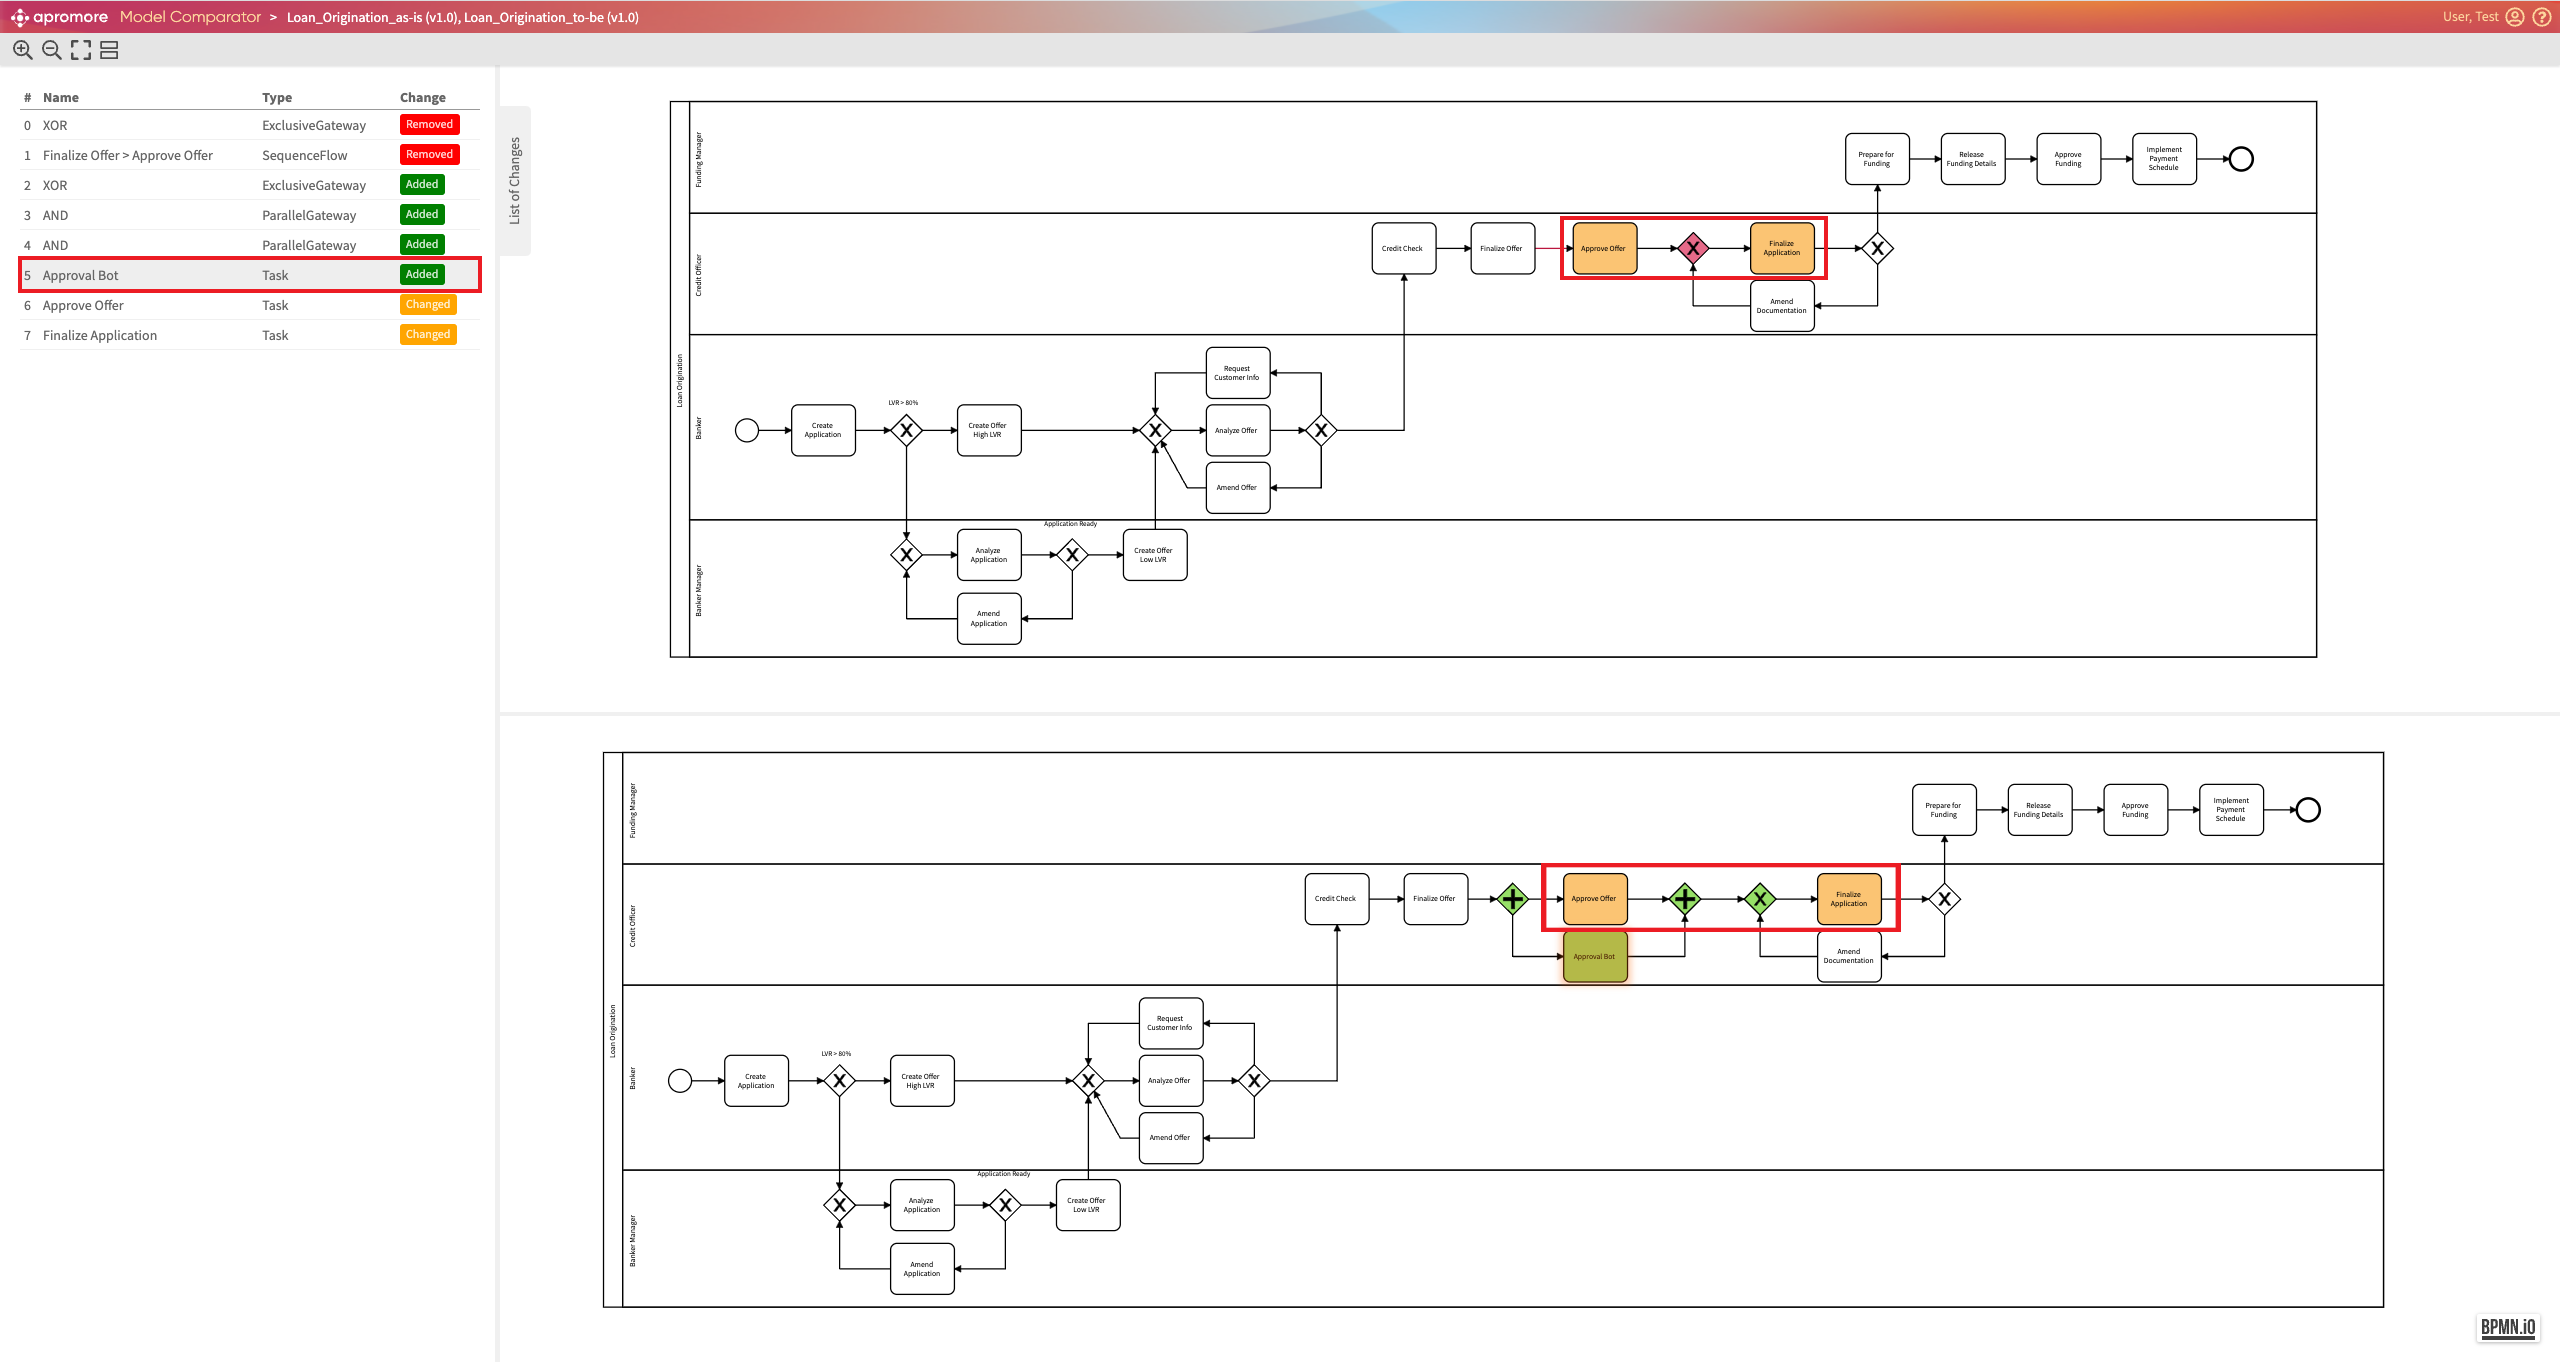 apromore Model Comparator > Loan_Origination_as-is (v1.0), Loan_Origination_to-be (v1.0)
User, Test
# Name Type Change
0 XOR ExclusiveGateway Removed
1 Finalize Offer > Approve Offer SequenceFlow Removed
2 XOR ExclusiveGateway Added
3 AND ParallelGateway Added
4 AND ParallelGateway Added
5 Approval Bot Task Added
6 Approve Offer Task Changed
7 Finalize Application Task Changed
List of Changes
Loan Origination
Funding Manager
Prepare for
Funding
Release
Funding Details
Approve
Funding
Implement
Payment
Schedule
Credit Officer
Credit Check
Finalize Offer
Approve Offer
Finalize
Application
Amend
Documentation
Banker
Create
Application
LVR > 80%
Create Offer
High LVR
Request
Customer Info
Analyze Offer
Amend Offer
Banker Manager
Analyze
Application
Application Ready
Create Offer
Low LVR
Amend
Application
Loan Origination
Funding Manager
Prepare for
Funding
Release
Funding Details
Approve
Funding
Implement
Payment
Schedule
Credit Officer
Credit Check
Finalize Offer
Approve Offer
Finalize
Application
Approval Bot
Amend
Documentation
Banker
Create
Application
LVR > 80%
Create Offer
High LVR
Request
Customer Info
Analyze Offer
Amend Offer
Banker Manager
Analyze
Application
Application Ready
Create Offer
Low LVR
Amend
Application
BPMN.iO